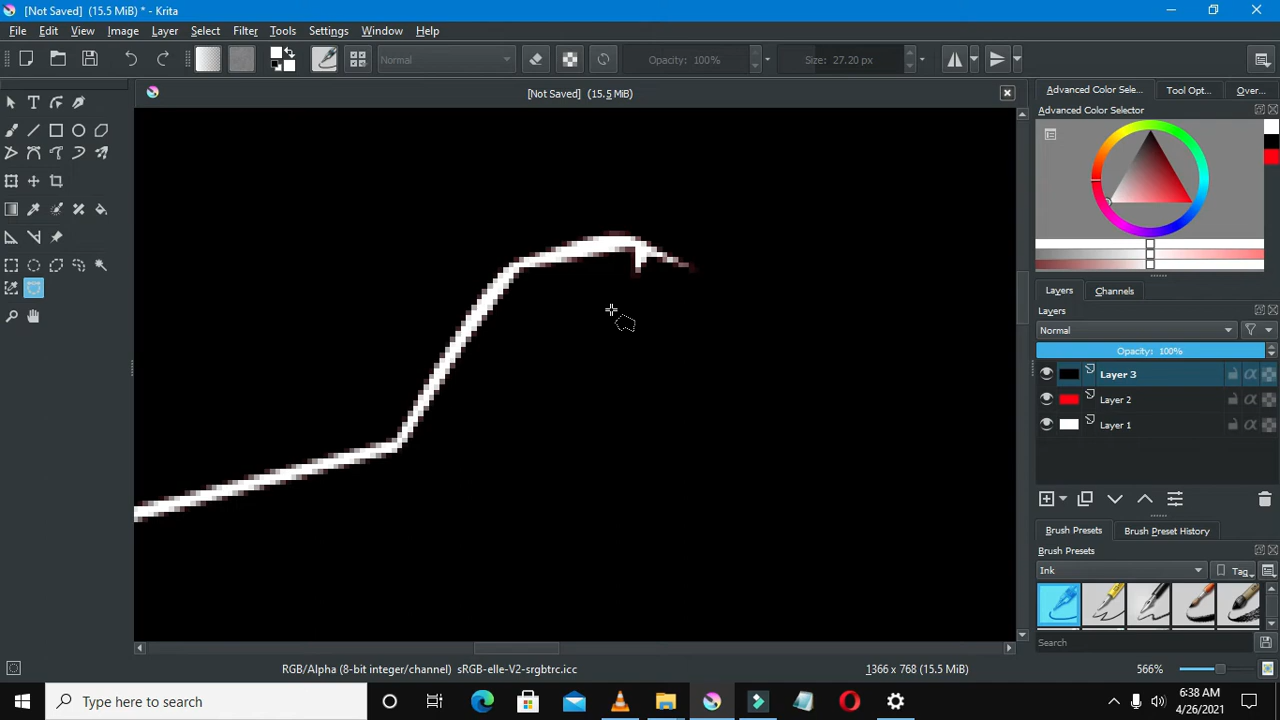 [Not Saved] (15.5 MiB) * - Krita
File Edit View Image Layer Select Filter Tools Settings Window Help
Normal Opacity: 100% Size: 27.20 px
[Not Saved] (15.5 MiB)
Advanced Color Sele... Tool Opt... Over...
Advanced Color Selector
Layers Channels
Layers
Normal
Opacity: 100%
Layer 3
Layer 2
Layer 1
Brush Presets Brush Preset History
Brush Presets
Ink Tag
Search
RGB/Alpha (8-bit integer/channel) sRGB-elle-V2-srgbtrc.icc 1366 x 768 (15.5 MiB) 566%
Type here to search
6:38 AM
4/26/2021